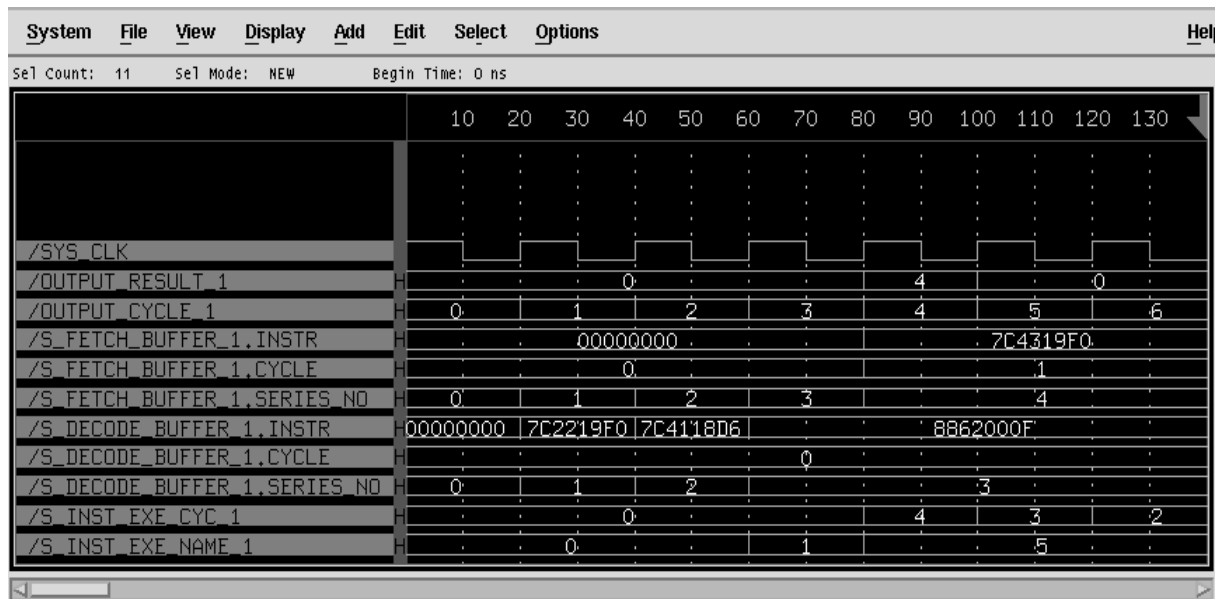 System File View Display Add Edit Select Options Help
Sel Count: 11 Sel Mode: NEW Begin Time: 0 ns
10 20 30 40 50 60 70 80 90 100 110 120 130
/SYS_CLK
/OUTPUT_RESULT_1 H 0 4 0
/OUTPUT_CYCLE_1 H 0 1 2 3 4 5 6
/S_FETCH_BUFFER_1.INSTR H 00000000 7C4319F0
/S_FETCH_BUFFER_1.CYCLE H 0 1
/S_FETCH_BUFFER_1.SERIES_NO H 0 1 2 3 4
/S_DECODE_BUFFER_1.INSTR H 00000000 7C2219F0 7C4118D6 8862000F
/S_DECODE_BUFFER_1.CYCLE H 0
/S_DECODE_BUFFER_1.SERIES_NO H 0 1 2 3
/S_INST_EXE_CYC_1 H 0 4 3 2
/S_INST_EXE_NAME_1 H 0 1 5